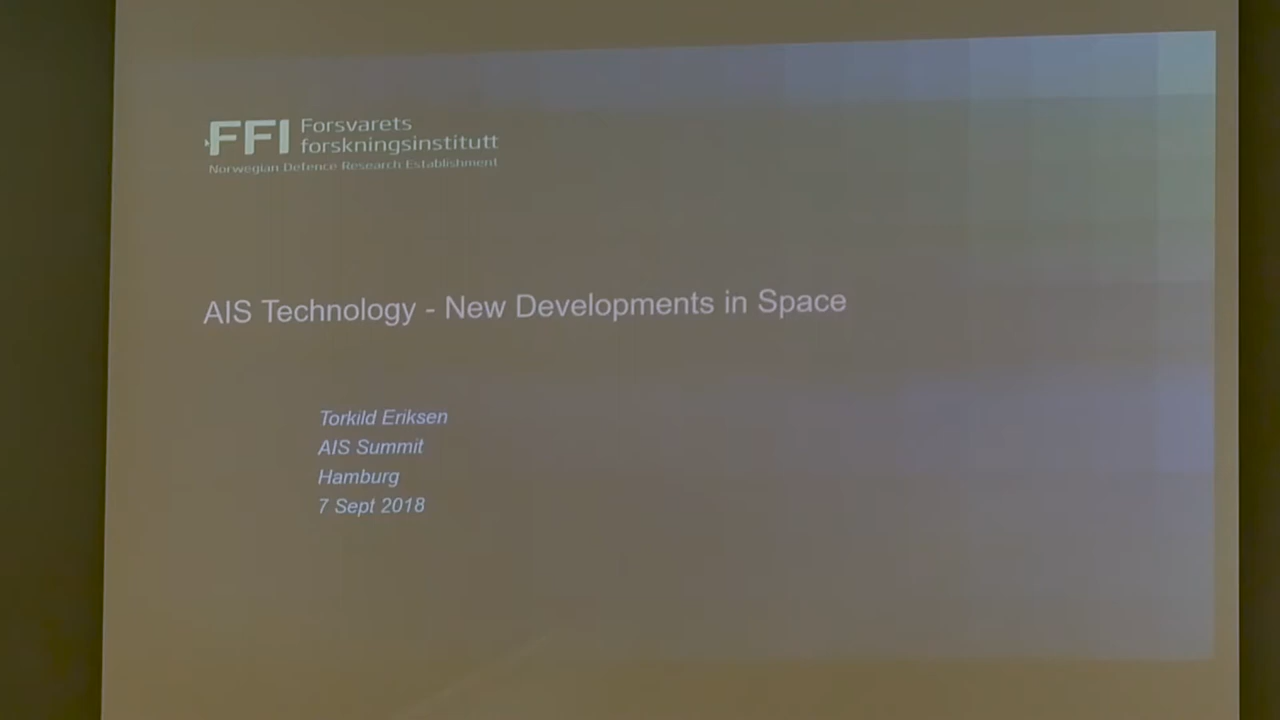 FFI Forsvarets
forskningsinstitutt
Norwegian Defence Research Establishment
AIS Technology - New Developments in Space
Torkild Eriksen
AIS Summit
Hamburg
7 Sept 2018